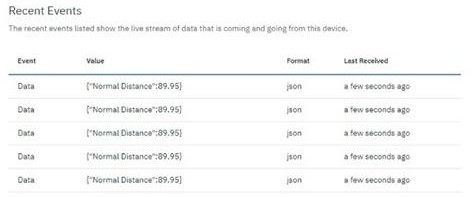 Recent Events
The recent events listed show the live stream of data that is coming and going from this device.
Event Value Format Last Received
Data {"Normal Distance":89.95} json a few seconds ago
Data {"Normal Distance":89.95} json a few seconds ago
Data {"Normal Distance":89.95} json a few seconds ago
Data {"Normal Distance":89.95} json a few seconds ago
Data {"Normal Distance":89.95} json a few seconds ago